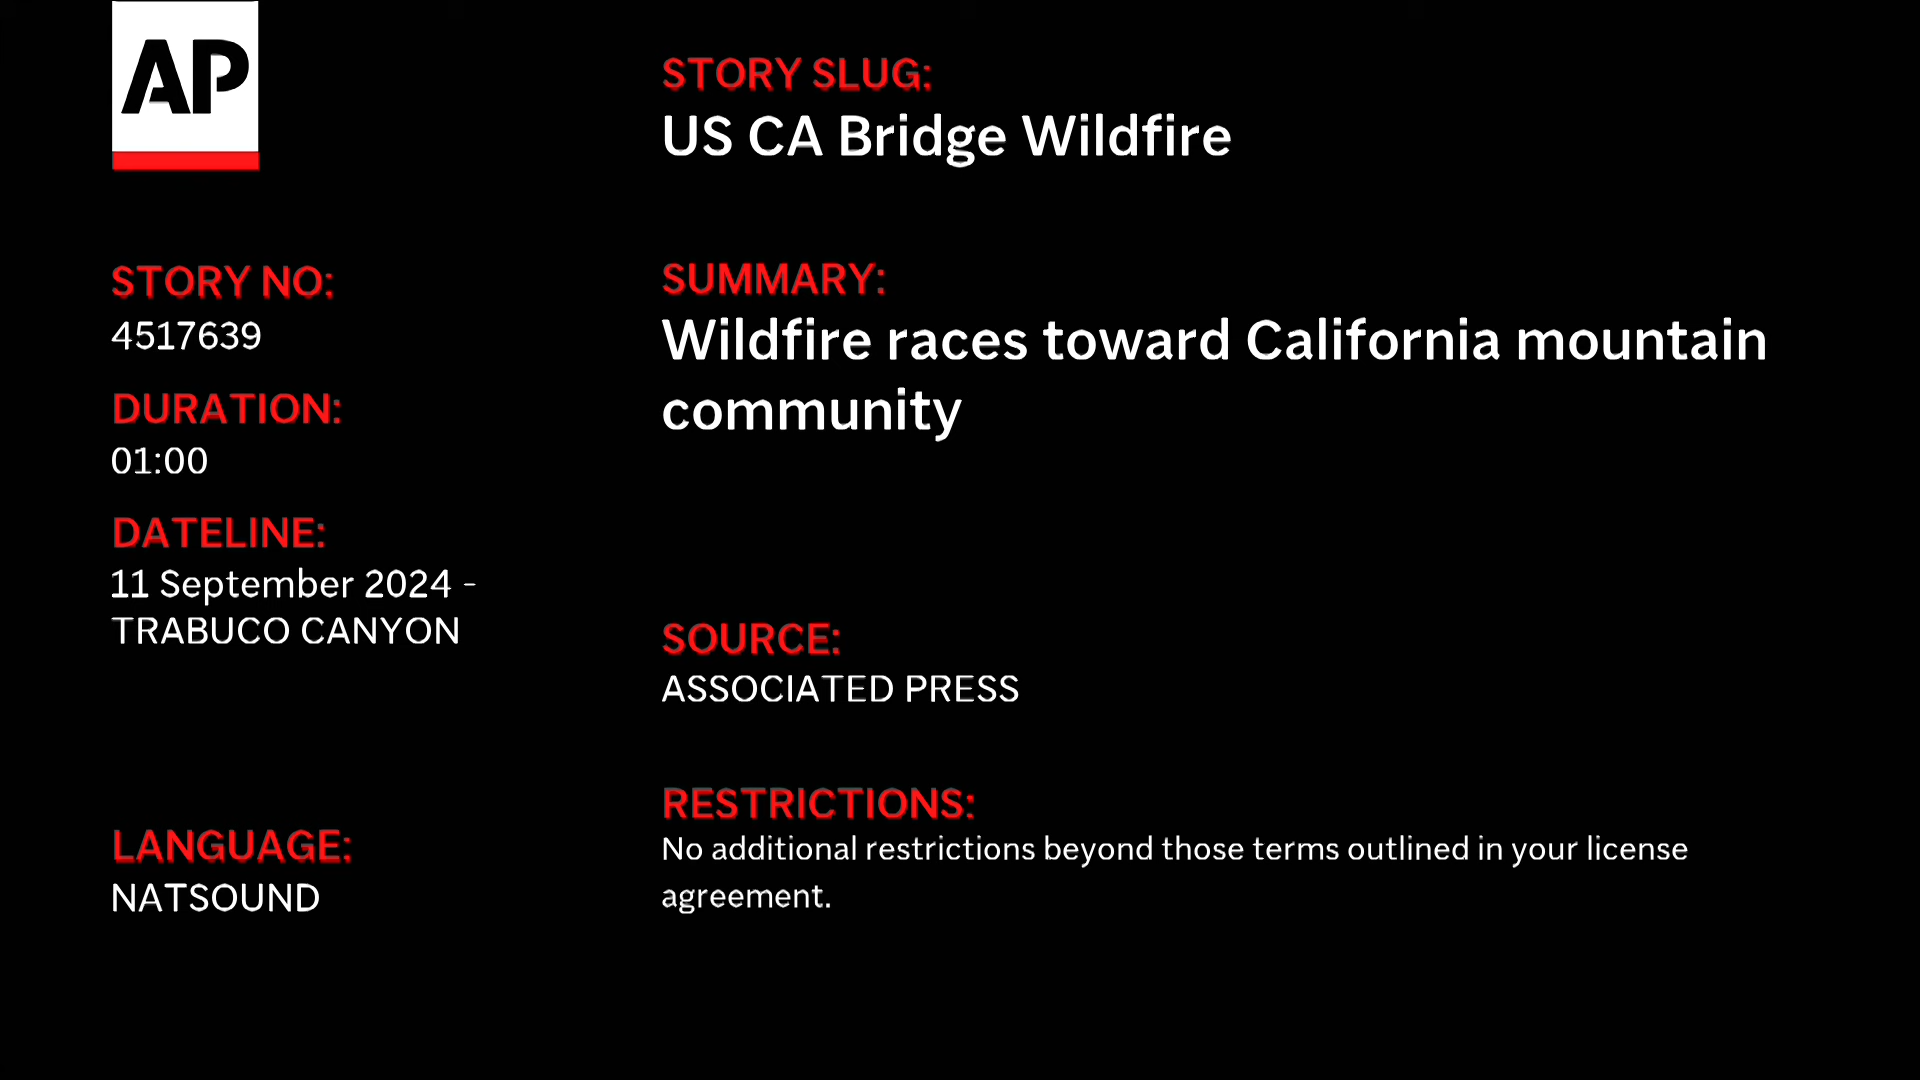 AP
STORY SLUG:
US CA Bridge Wildfire
STORY NO:
4517639
DURATION:
01:00
DATELINE:
11 September 2024 -
TRABUCO CANYON
LANGUAGE:
NATSOUND
SUMMARY:
Wildfire races toward California mountain
community
SOURCE:
ASSOCIATED PRESS
RESTRICTIONS:
No additional restrictions beyond those terms outlined in your license
agreement.